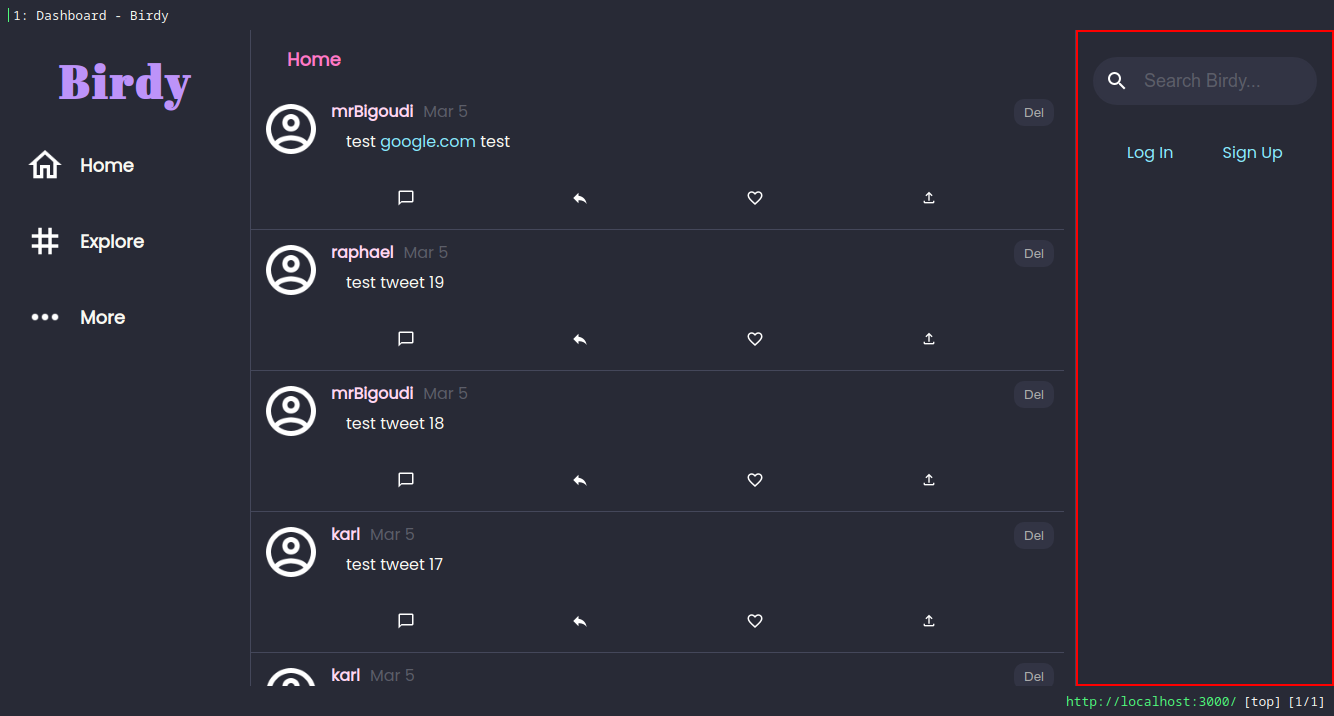 1: Dashboard - Birdy
Birdy
Home
Explore
More
Home
mrBigoudi Mar 5 Del
test google.com test
raphael Mar 5 Del
test tweet 19
mrBigoudi Mar 5 Del
test tweet 18
karl Mar 5 Del
test tweet 17
karl Mar 5 Del
Search Birdy...
Log In Sign Up
http://localhost:3000/ [top] [1/1]